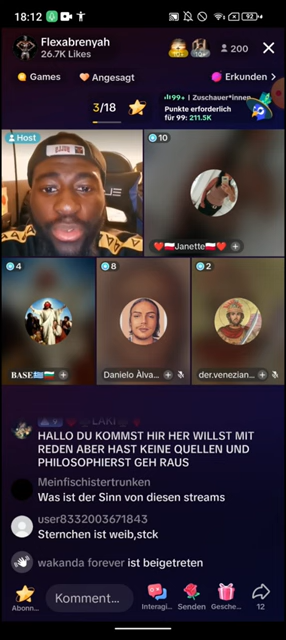 18:12
92
Flexabrenyah
26.7K Likes
200
Games
Angesagt
Erkunden
3/18
99+ | Zuschauer*innen
Punkte erforderlich
für 99: 211.5K
Host
10
Janette
4
8
2
BASE
Danielo Àlva...
der.venezian...
LAKI
HALLO DU KOMMST HIR HER WILLST MIT
REDEN ABER HAST KEINE QUELLEN UND
PHILOSOPHIERST GEH RAUS
Meinfischistertrunken
Was ist der Sinn von diesen streams
user8332003671843
Sternchen ist weib,stck
wakanda forever ist beigetreten
Kommentar...
Abonn...
Interagi...
Senden
Gesche...
12